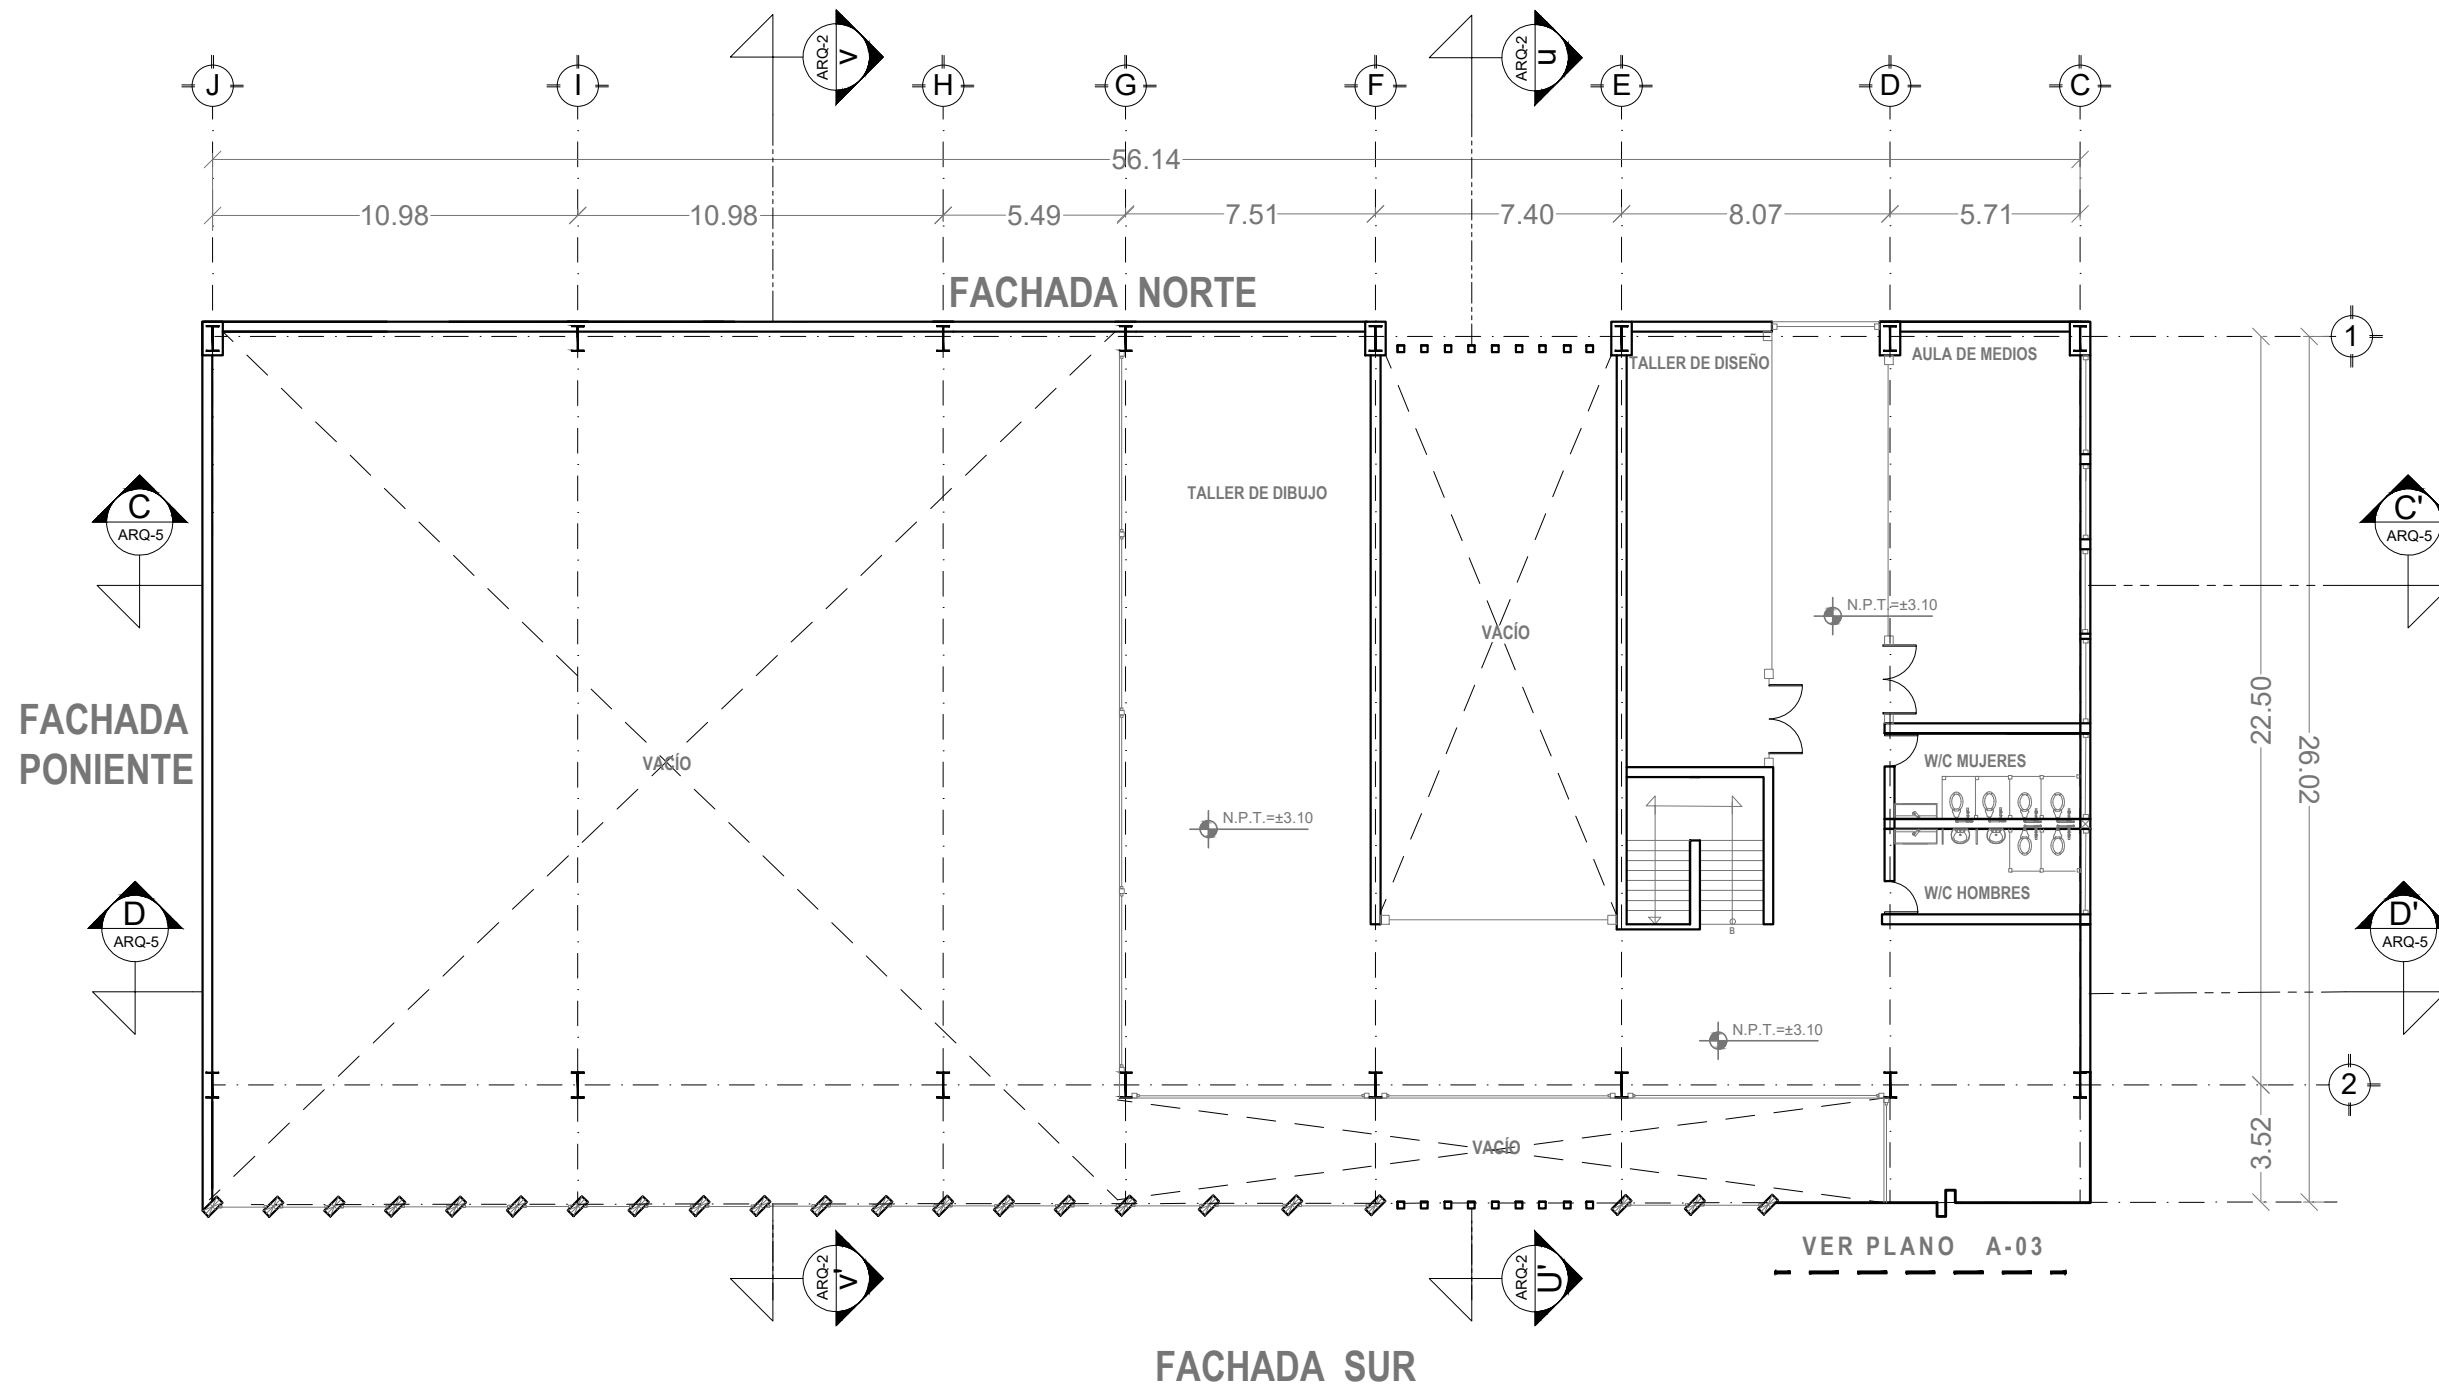 ARQ-2
v
ARQ-2
u
J
I
H
G
F
E
D
C
56.14
10.98
10.98
5.49
7.51
7.40
8.07
5.71
FACHADA NORTE
1
TALLER DE DISEÑO
AULA DE MEDIOS
TALLER DE DIBUJO
C
ARQ-5
C'
ARQ-5
N.P.T.=±3.10
VACÍO
22.50
26.02
FACHADA
PONIENTE
VACÍO
W/C MUJERES
N.P.T.=±3.10
W/C HOMBRES
D
ARQ-5
B
D'
ARQ-5
N.P.T.=±3.10
2
VACÍO
3.52
VER PLANO A-03
ARQ-2
v'
ARQ-2
U'
FACHADA SUR